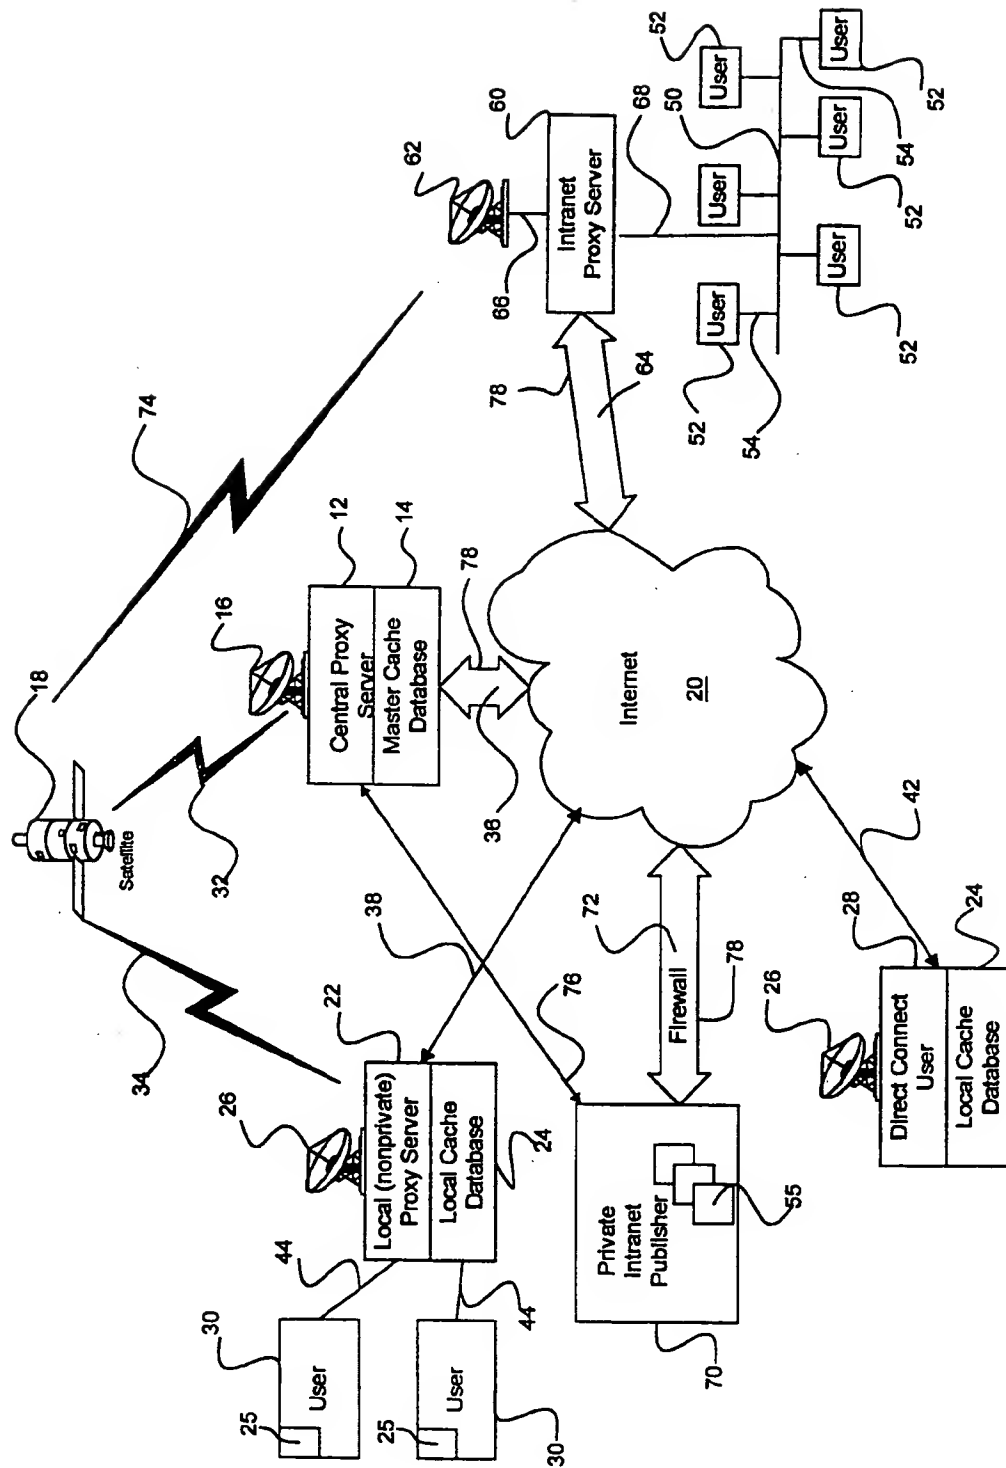 18
Satellite
74
34
32
16
62
26
44
30
25
User
44
25
User
30
22
Local (nonprivate)
Proxy Server
Local Cache
Database
24
12
Central Proxy
Server
Master Cache
Database
14
78
36
38
76
60
Intranet
Proxy Server
66
68
78
64
Internet
20
72
Firewall
78
Private
Intranet
Publisher
55
70
26
28
Direct Connect
User
Local Cache
Database
24
42
52
User
54
User
50
User
52
User
52
User
52
User
54
52